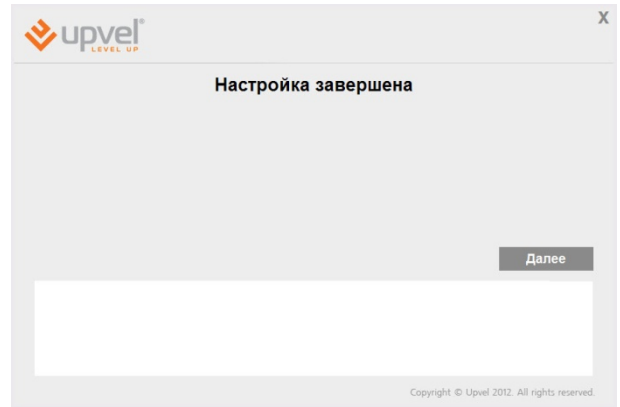 X
upvel®
LEVEL UP
Настройка завершена
Далее
Copyright © Upvel 2012. All rights reserved.